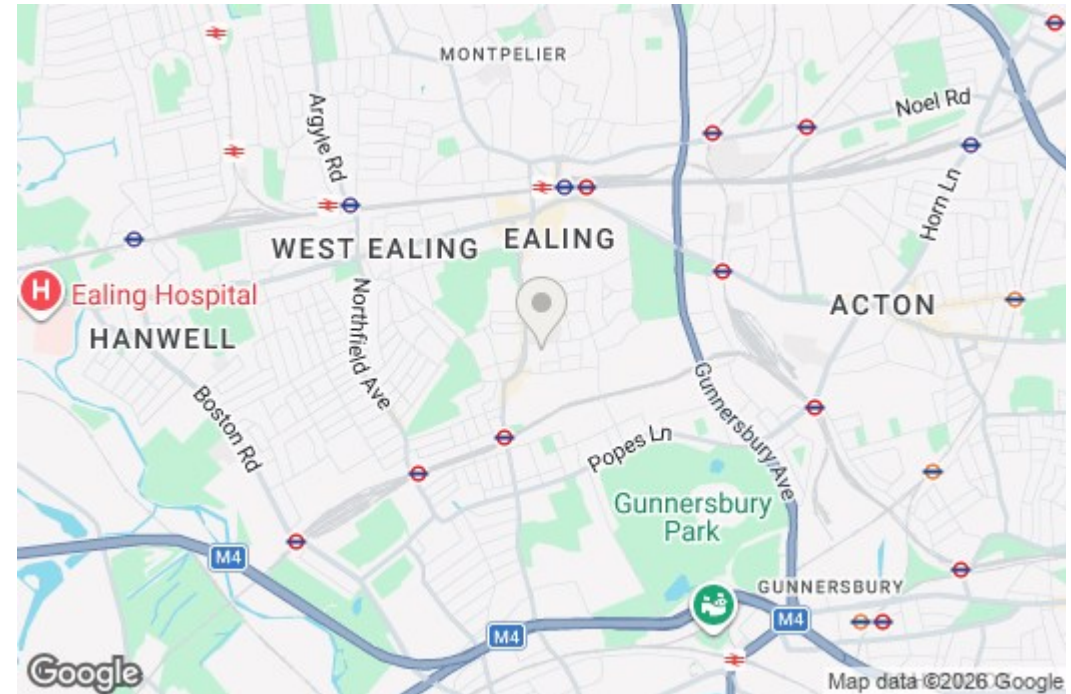 MONTPELIER
Noel Rd
Argyle Rd
Horn Ln
WEST EALING
EALING
H
Ealing Hospital
ACTON
HANWELL
Northfield Ave
Boston Rd
Gunnersbury Ave
Popes Ln
Gunnersbury
Park
M4
GUNNERSBURY
M4
M4
Google
Map data ©2026 Google